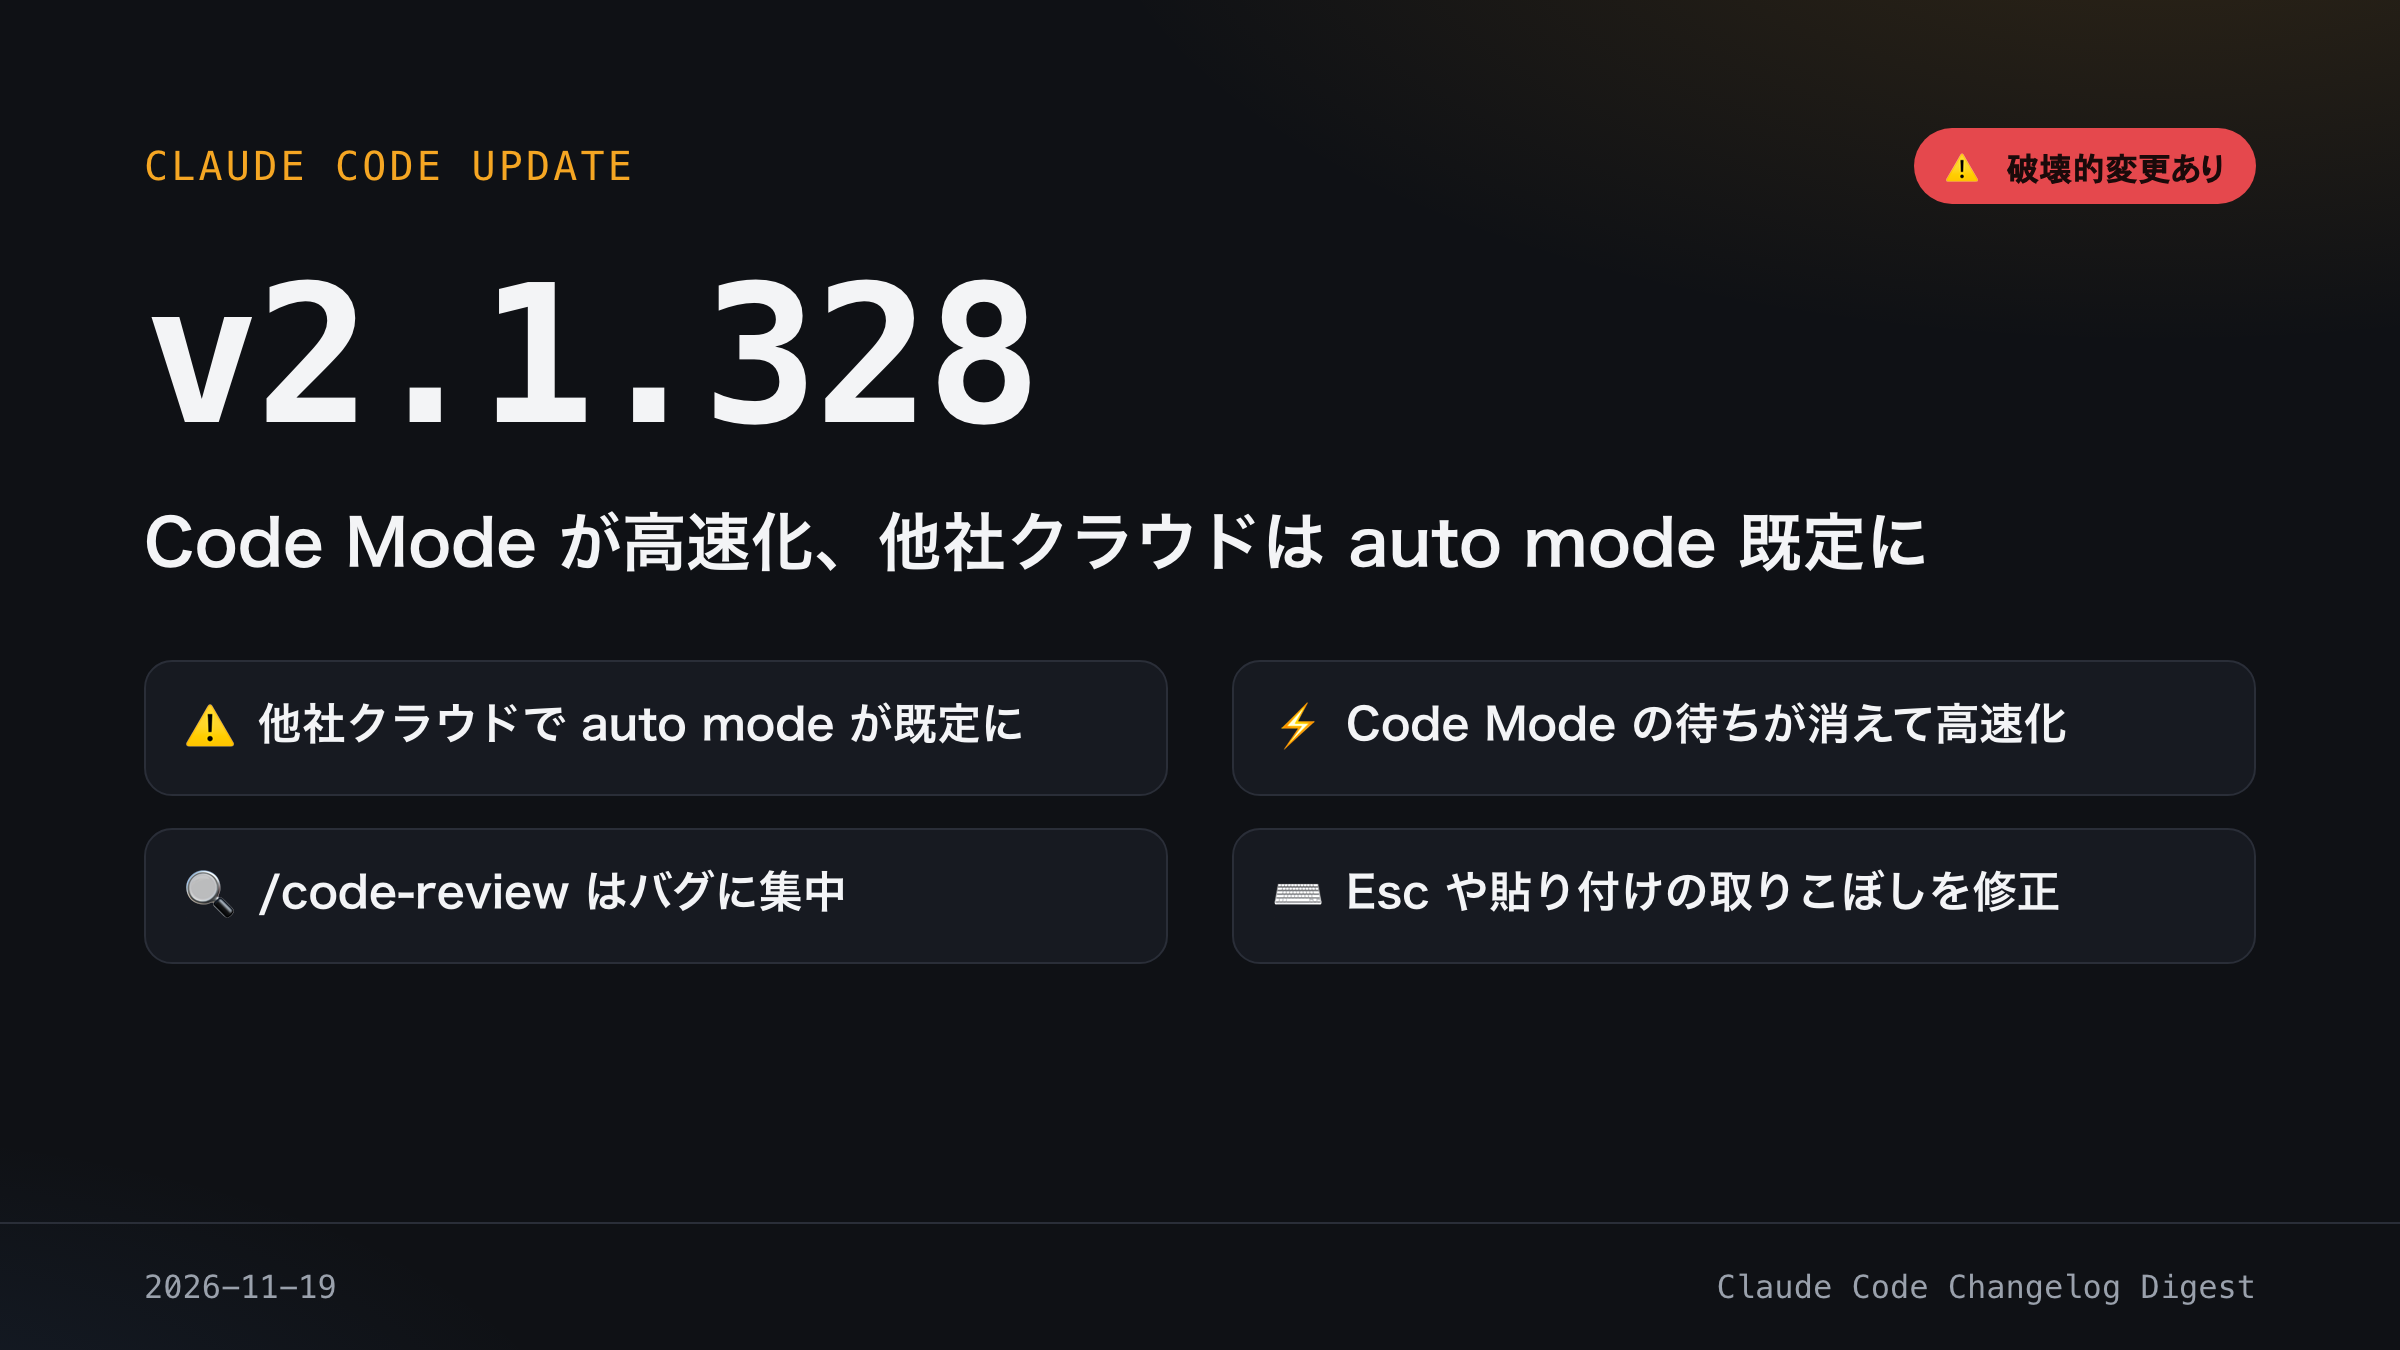 CLAUDE CODE UPDATE
⚠️ 破壊的変更あり
v2.1.328
Code Mode が高速化、他社クラウドは auto mode 既定に
⚠️ 他社クラウドで auto mode が既定に
⚡ Code Mode の待ちが消えて高速化
🔍 /code-review はバグに集中
⌨️ Esc や貼り付けの取りこぼしを修正
2026-11-19
Claude Code Changelog Digest